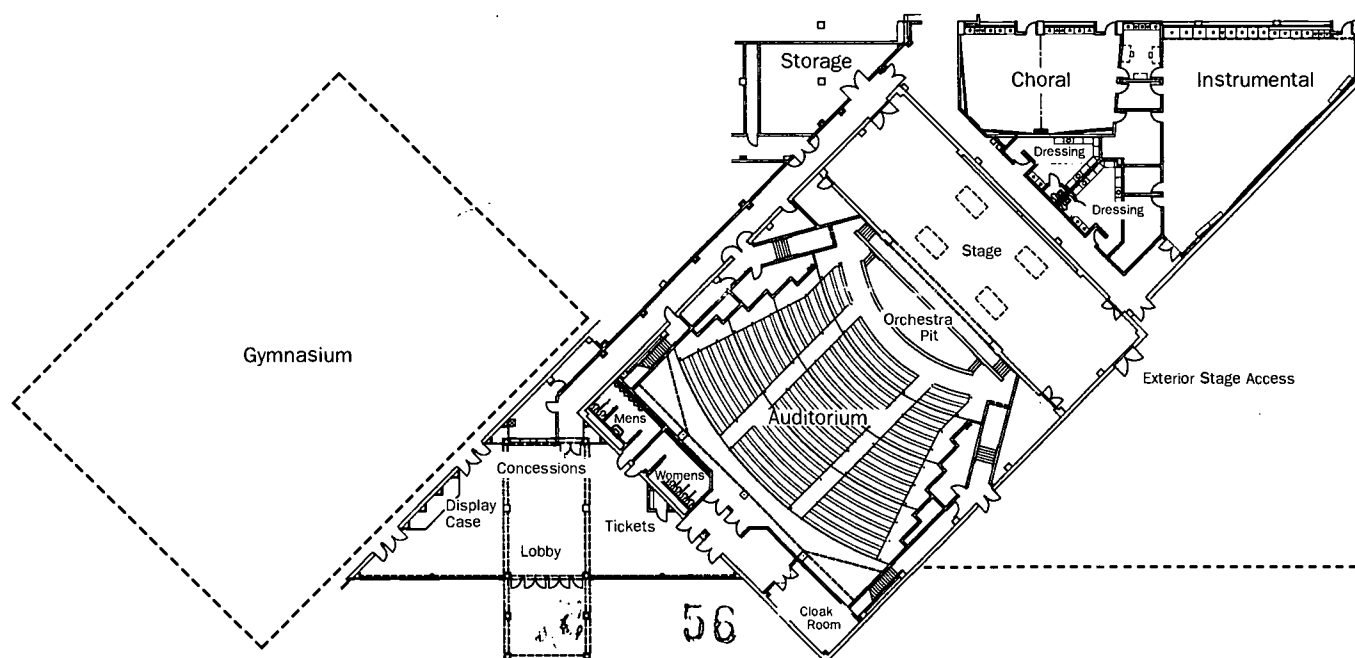 Storage
Choral
Instrumental
Dressing
Dressing
Stage
Orchestra
Pit
Gymnasium
Exterior Stage Access
Auditorium
Mens
Womens
Concessions
Display
Case
Tickets
Lobby
Cloak
Room
56